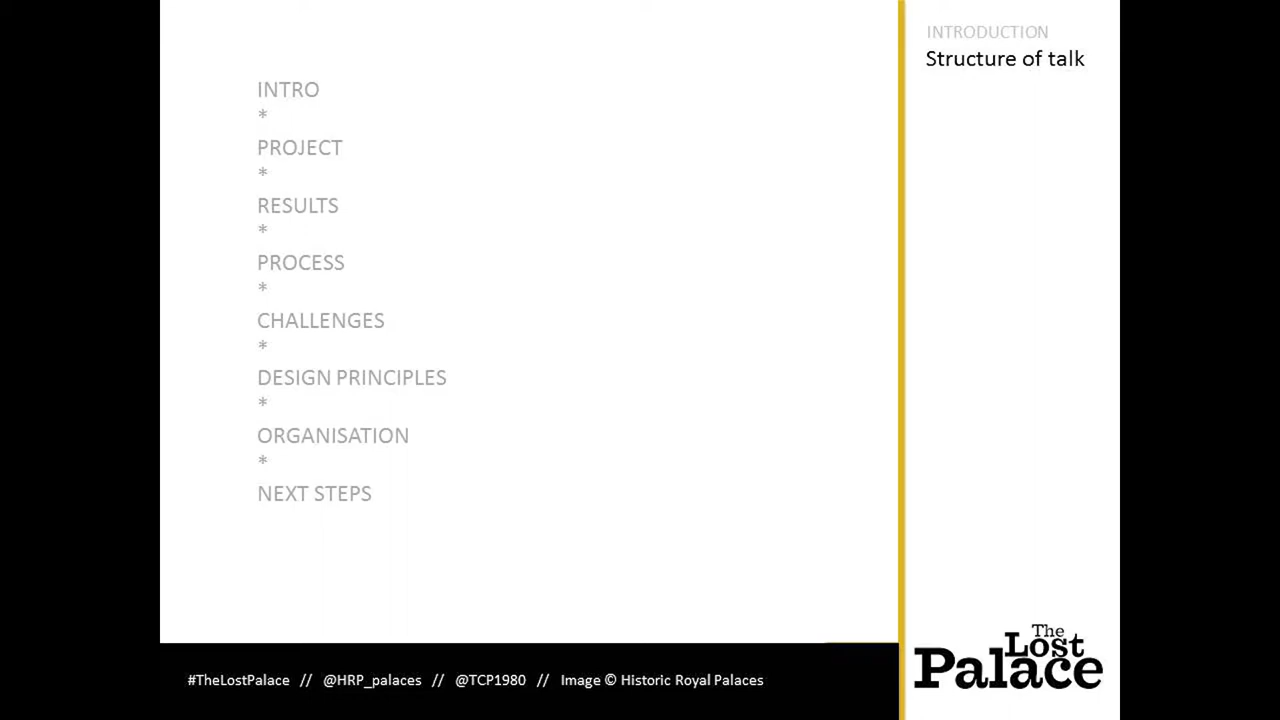 INTRO
*
PROJECT
*
RESULTS
*
PROCESS
*
CHALLENGES
*
DESIGN PRINCIPLES
*
ORGANISATION
*
NEXT STEPS
INTRODUCTION
Structure of talk
The
Lost
Palace
#TheLostPalace // @HRP_palaces // @TCP1980 // Image © Historic Royal Palaces